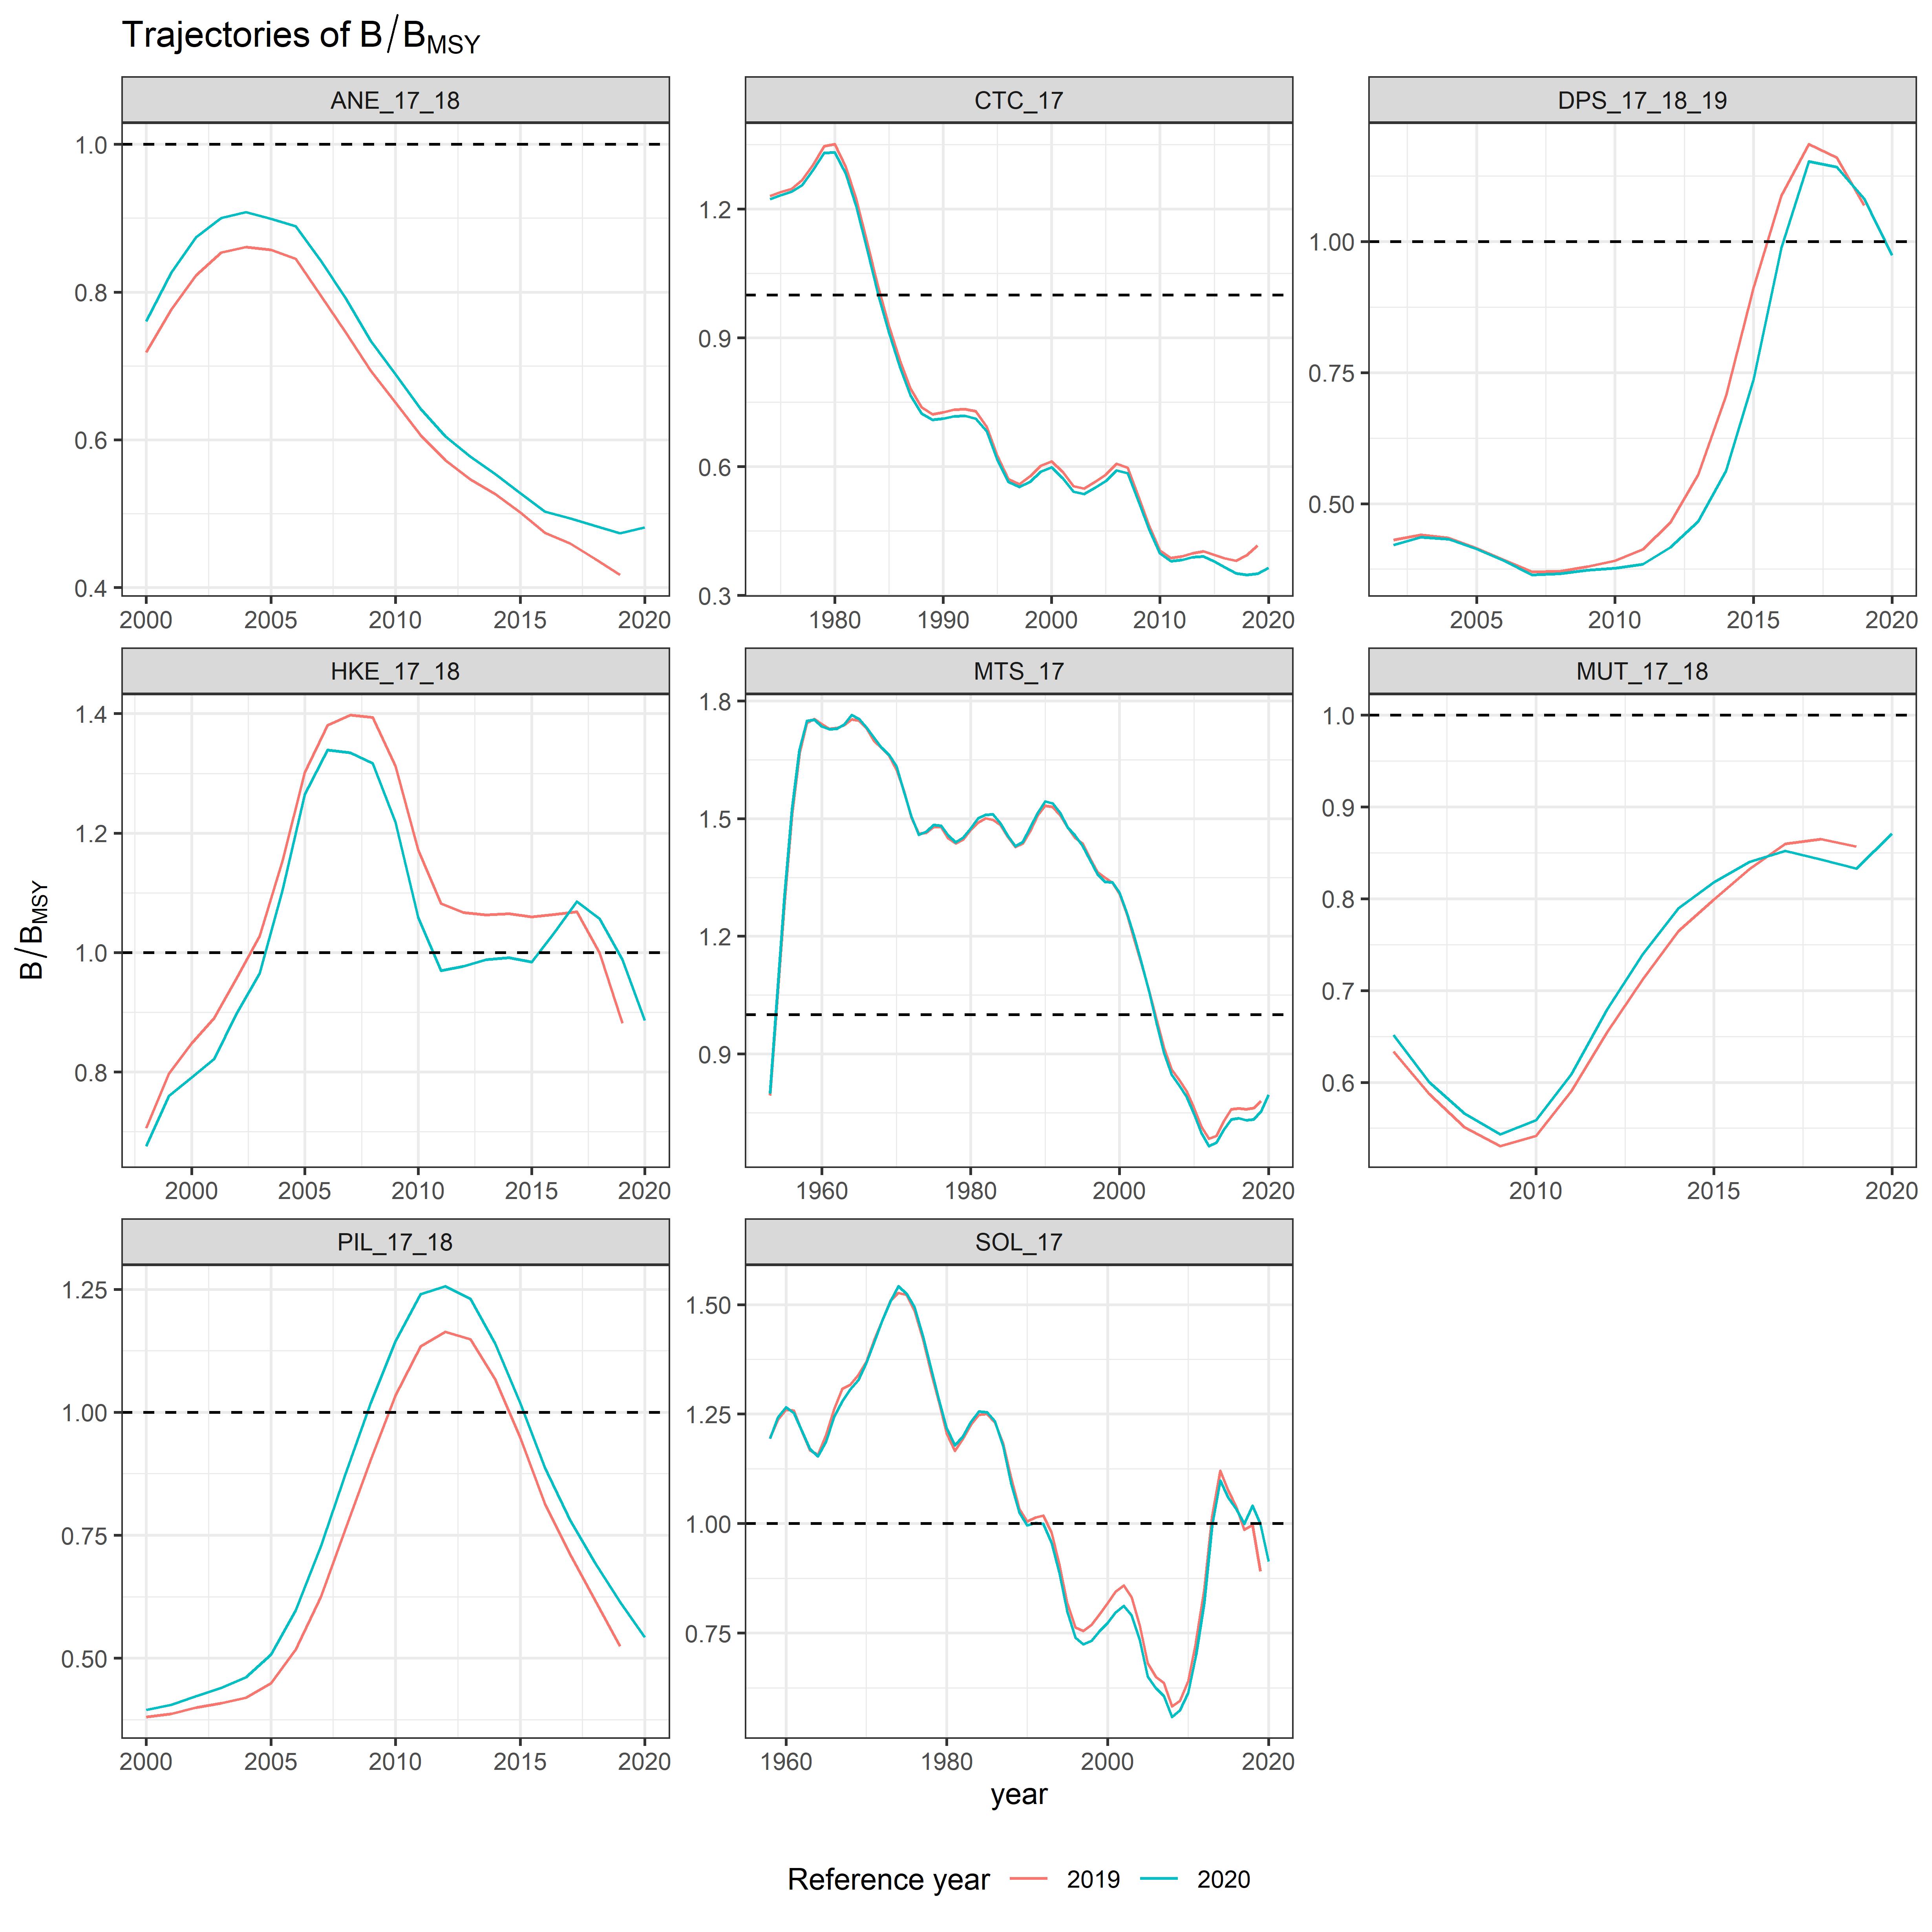 Trajectories of B/BMSY
ANE_17_18
CTC_17
DPS_17_18_19
1.0
0.8
0.6
0.4
2000 2005 2010 2015 2020
1.2
0.9
0.6
0.3
1980 1990 2000 2010 2020
1.00
0.75
0.50
2005 2010 2015 2020
HKE_17_18
MTS_17
MUT_17_18
B/BMSY
1.4
1.2
1.0
0.8
2000 2005 2010 2015 2020
1.8
1.5
1.2
0.9
1960 1980 2000 2020
1.0
0.9
0.8
0.7
0.6
2010 2015 2020
PIL_17_18
SOL_17
1.25
1.00
0.75
0.50
2000 2005 2010 2015 2020
1.50
1.25
1.00
0.75
1960 1980 2000 2020
year
Reference year 2019 2020